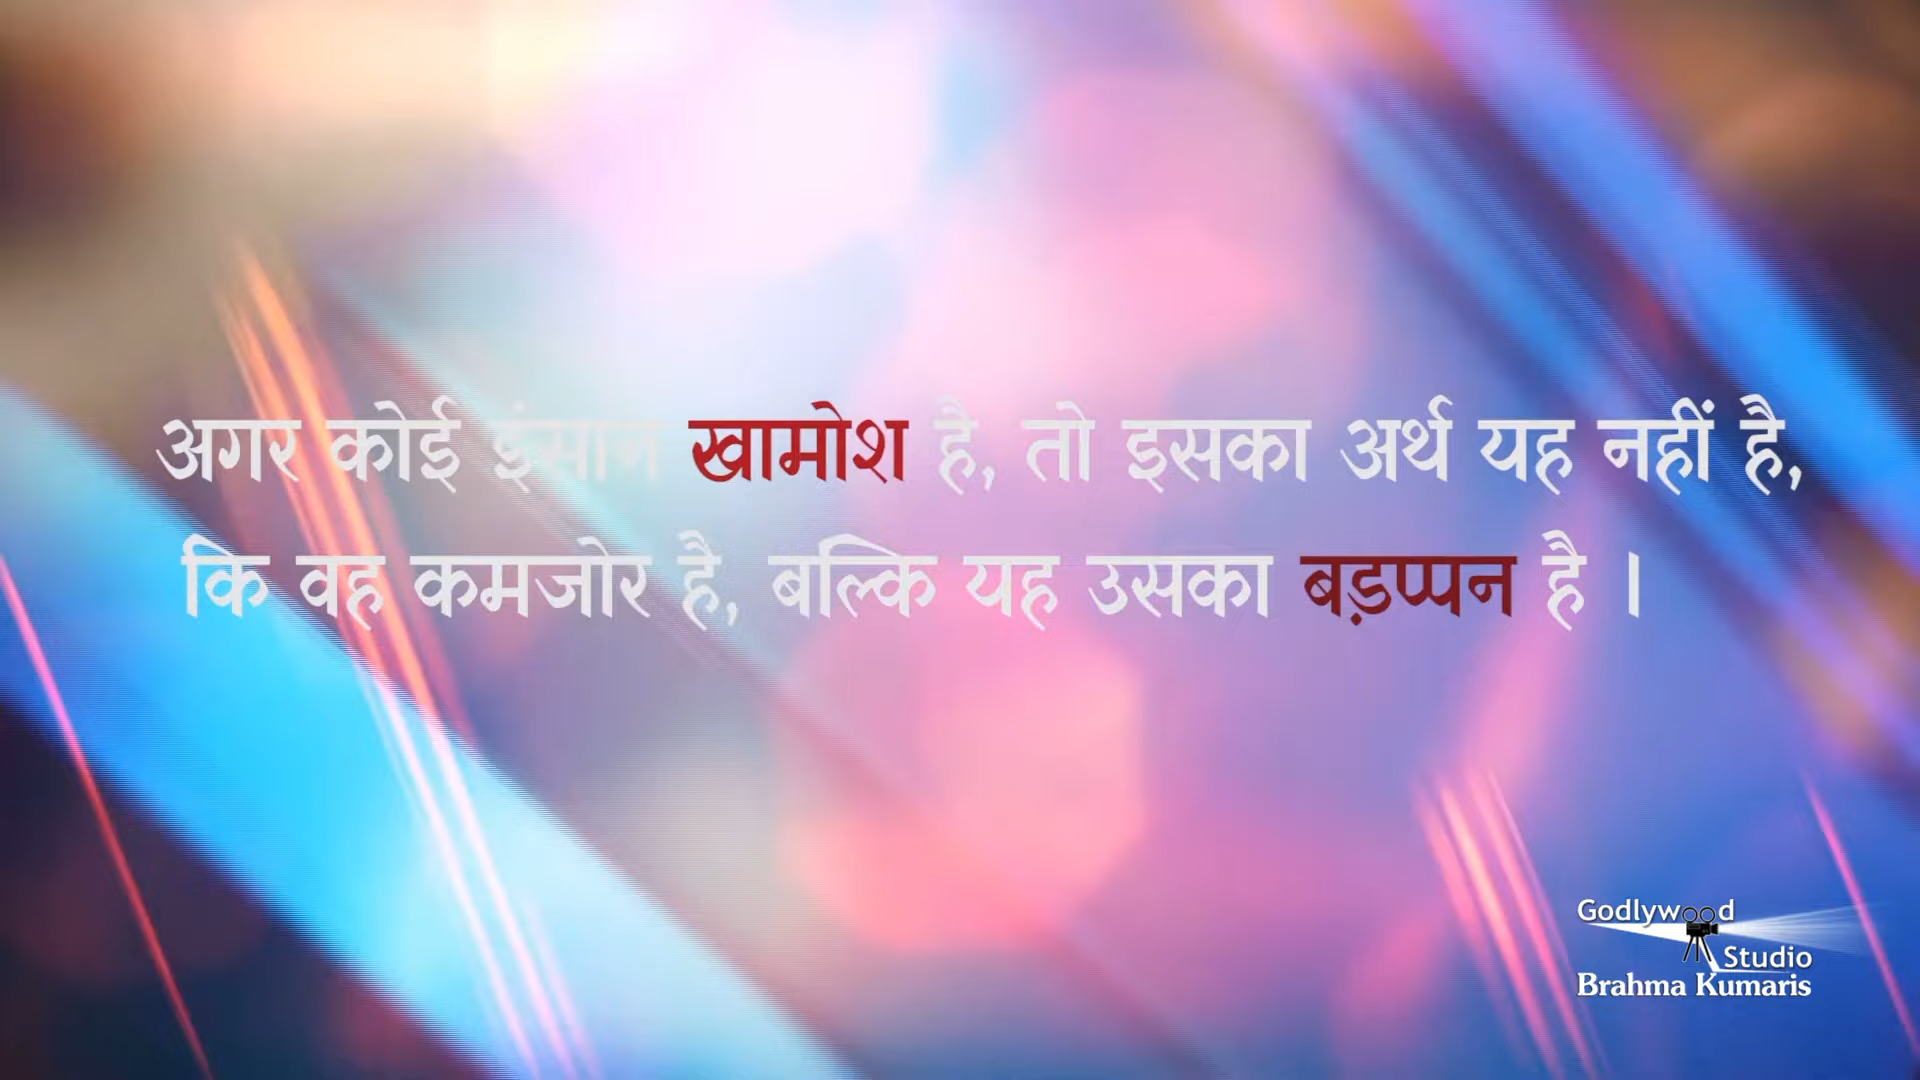 अगर कोई इंसान खामोश है, तो इसका अर्थ यह नहीं है,
कि वह कमजोर है, बल्कि यह उसका बड़प्पन है ।
Godlywood
Studio
Brahma Kumaris